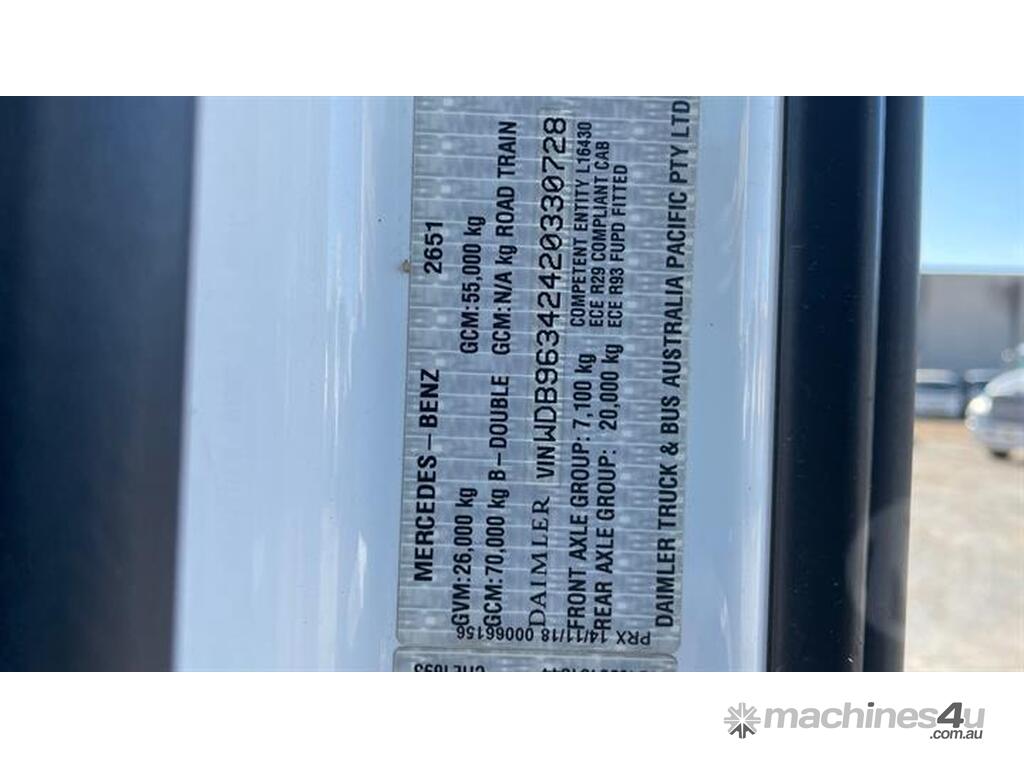 MERCEDES-BENZ 2651
GVM: 26,000 kg GCM: 55,000 kg
GCM: 70,000 kg B-DOUBLE GCM: N/A kg ROAD TRAIN
DAIMLER VIN WDB96342420330728
FRONT AXLE GROUP: 7,100 kg COMPETENT ENTITY L16430
REAR AXLE GROUP: 20,000 kg ECE R29 COMPLIANT CAB
ECE R93 FUPD FITTED
DAIMLER TRUCK & BUS AUSTRALIA PACIFIC PTY LTD
PRX 14/11/18 00066156
machines4u
.com.au